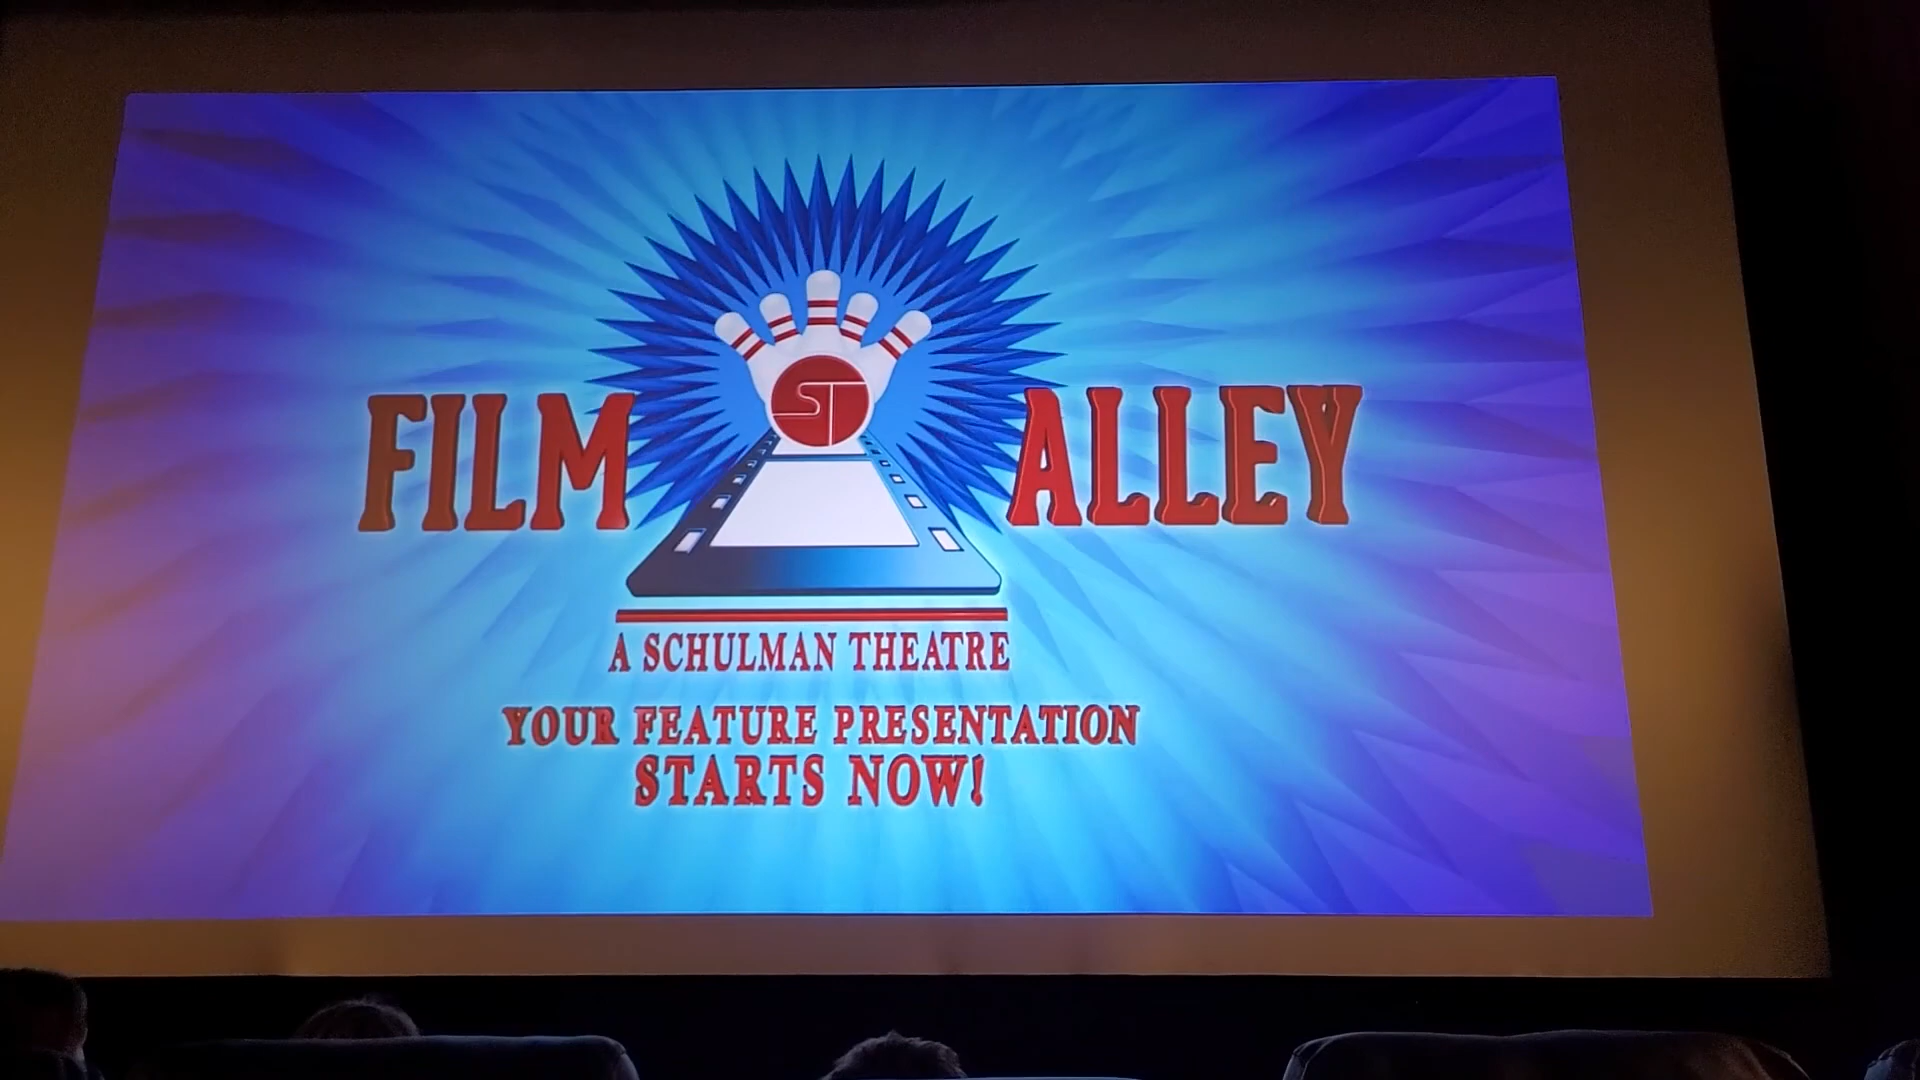 FILM ALLEY
ST
A SCHULMAN THEATRE
YOUR FEATURE PRESENTATION
STARTS NOW!